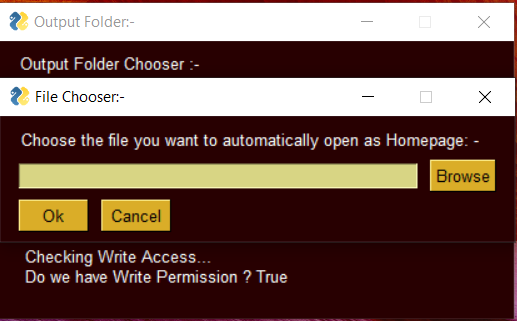 Output Folder:-
Output Folder Chooser :-
File Chooser:-
Choose the file you want to automatically open as Homepage: -
Browse
Ok Cancel
Checking Write Access...
Do we have Write Permission ? True